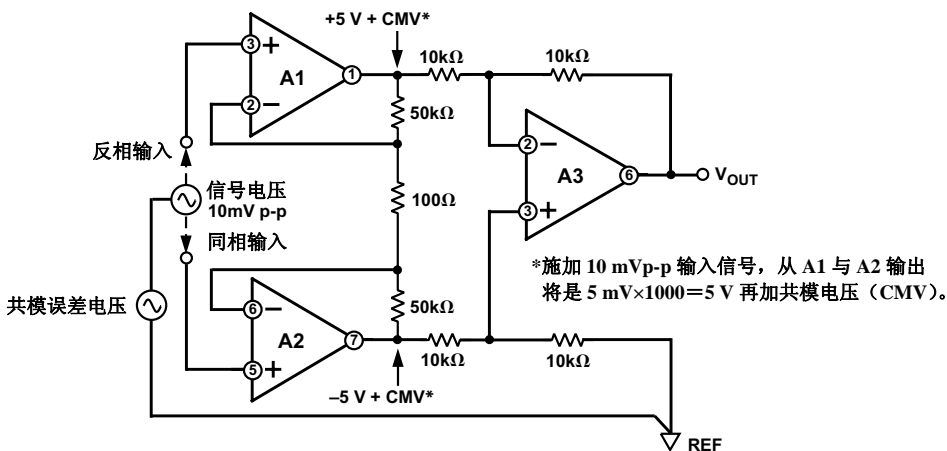 +5 V + CMV*
10kΩ
10kΩ
3
+
A1
1
2
−
50kΩ
反相输入
2
−
A3
6
VOUT
3
+
信号电压
10mV p-p
100Ω
同相输入
*施加 10 mVp-p 输入信号，从 A1 与 A2 输出
将是 5 mV×1000＝5 V 再加共模电压（CMV）。
共模误差电压
6
−
50kΩ
A2
7
5
+
10kΩ
10kΩ
–5 V + CMV*
REF